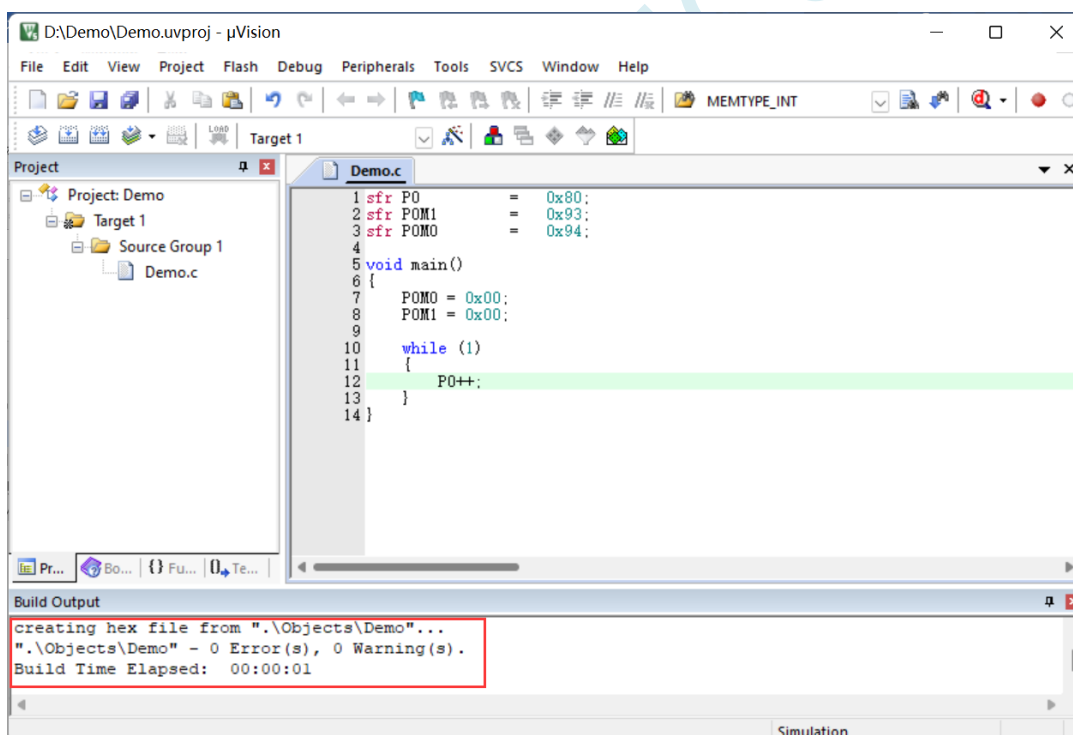 D:\Demo\Demo.uvproj - µVision
File Edit View Project Flash Debug Peripherals Tools SVCS Window Help
MEMTYPE_INT
LOAD Target 1
Project
Demo.c
Project: Demo
Target 1
Source Group 1
Demo.c
1 sfr P0 = 0x80;
2 sfr P0M1 = 0x93;
3 sfr P0M0 = 0x94;
4
5 void main()
6 {
7 P0M0 = 0x00;
8 P0M1 = 0x00;
9
10 while (1)
11 {
12 P0++;
13 }
14 }
Pr... Bo... {} Fu... Te...
Build Output
creating hex file from ".\Objects\Demo"...
".\Objects\Demo" - 0 Error(s), 0 Warning(s).
Build Time Elapsed: 00:00:01
Simulation